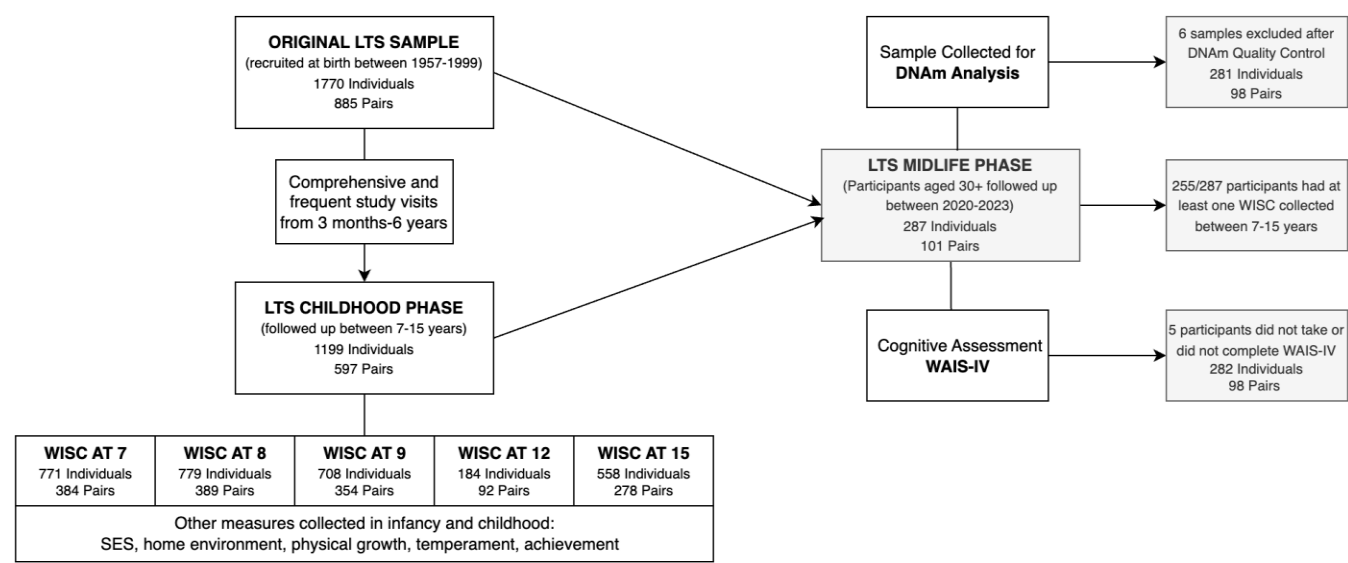 ORIGINAL LTS SAMPLE
(recruited at birth between 1957-1999)
1770 Individuals
885 Pairs
Comprehensive and
frequent study visits
from 3 months-6 years
LTS CHILDHOOD PHASE
(followed up between 7-15 years)
1199 Individuals
597 Pairs
WISC AT 7
771 Individuals
384 Pairs
WISC AT 8
779 Individuals
389 Pairs
WISC AT 9
708 Individuals
354 Pairs
WISC AT 12
184 Individuals
92 Pairs
WISC AT 15
558 Individuals
278 Pairs
Other measures collected in infancy and childhood:
SES, home environment, physical growth, temperament, achievement
Sample Collected for
DNAm Analysis
6 samples excluded after
DNAm Quality Control
281 Individuals
98 Pairs
LTS MIDLIFE PHASE
(Participants aged 30+ followed up
between 2020-2023)
287 Individuals
101 Pairs
255/287 participants had at
least one WISC collected
between 7-15 years
Cognitive Assessment
WAIS-IV
5 participants did not take or
did not complete WAIS-IV
282 Individuals
98 Pairs